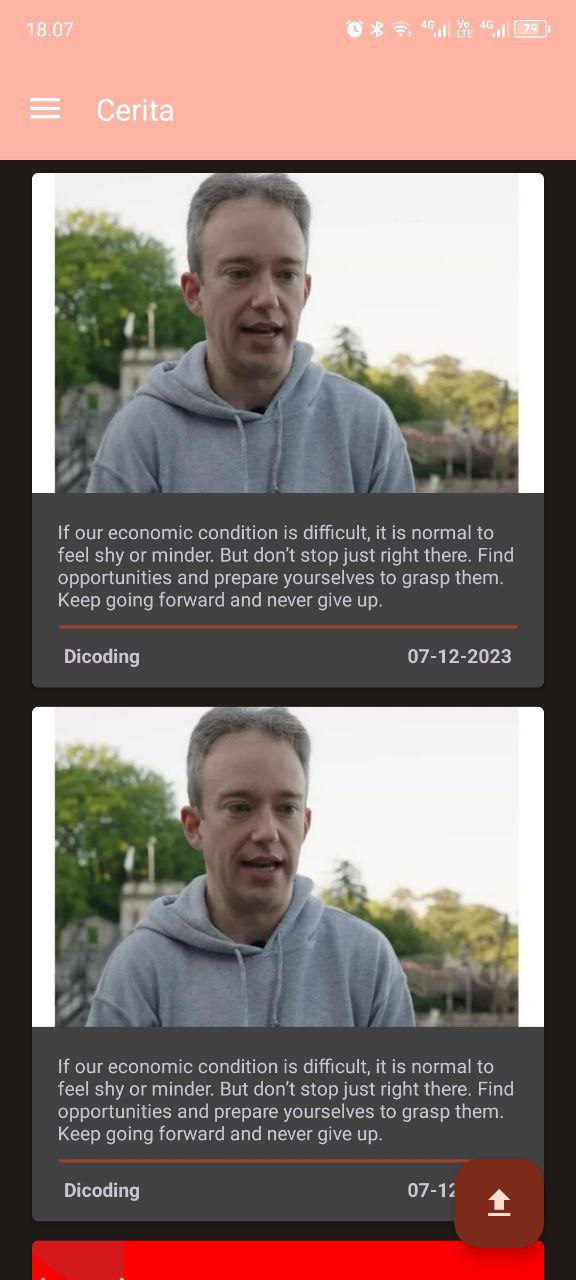 18.07
4G Vo LTE 4G 79
Cerita
If our economic condition is difficult, it is normal to
feel shy or minder. But don't stop just right there. Find
opportunities and prepare yourselves to grasp them.
Keep going forward and never give up.
Dicoding 07-12-2023
If our economic condition is difficult, it is normal to
feel shy or minder. But don't stop just right there. Find
opportunities and prepare yourselves to grasp them.
Keep going forward and never give up.
Dicoding 07-12